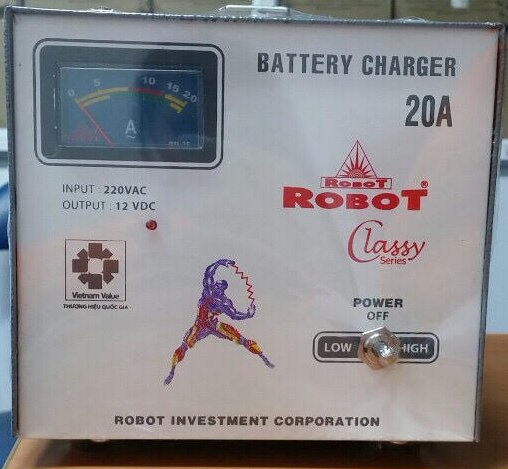 BATTERY CHARGER
20A
0 5 10 15 20
A
INPUT : 220VAC
OUTPUT : 12 VDC
ROBOT
ROBOT®
Classy
Series
Vietnam Value
THƯƠNG HIỆU QUỐC GIA
POWER
OFF
LOW HIGH
ROBOT INVESTMENT CORPORATION